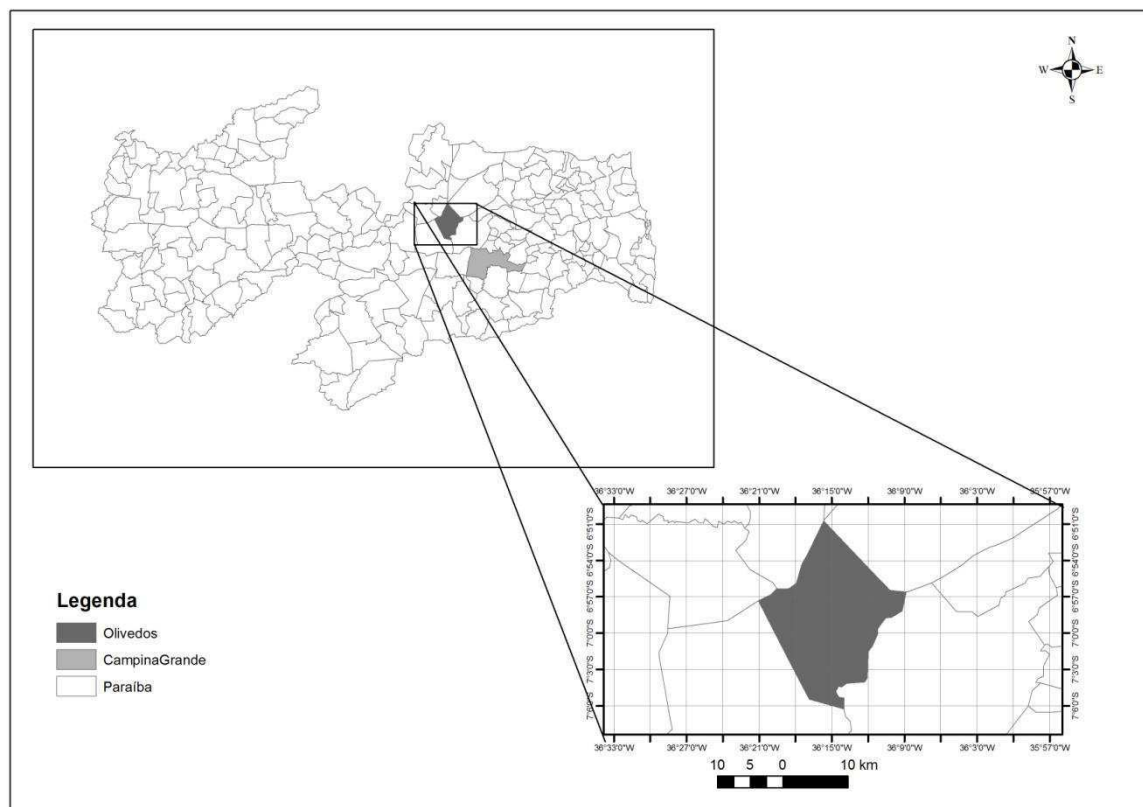 N
W E
S
36°33'0"W 36°27'0"W 36°21'0"W 36°15'0"W 36°9'0"W 36°3'0"W 35°57'0"W
6°51'0"S 6°51'0"S
6°54'0"S 6°54'0"S
6°57'0"S 6°57'0"S
7°0'0"S 7°0'0"S
7°3'0"S 7°3'0"S
7°6'0"S 7°6'0"S
36°33'0"W 36°27'0"W 36°21'0"W 36°15'0"W 36°9'0"W 36°3'0"W 35°57'0"W
10 5 0 10 km
Legenda
Olivedos
CampinaGrande
Paraíba